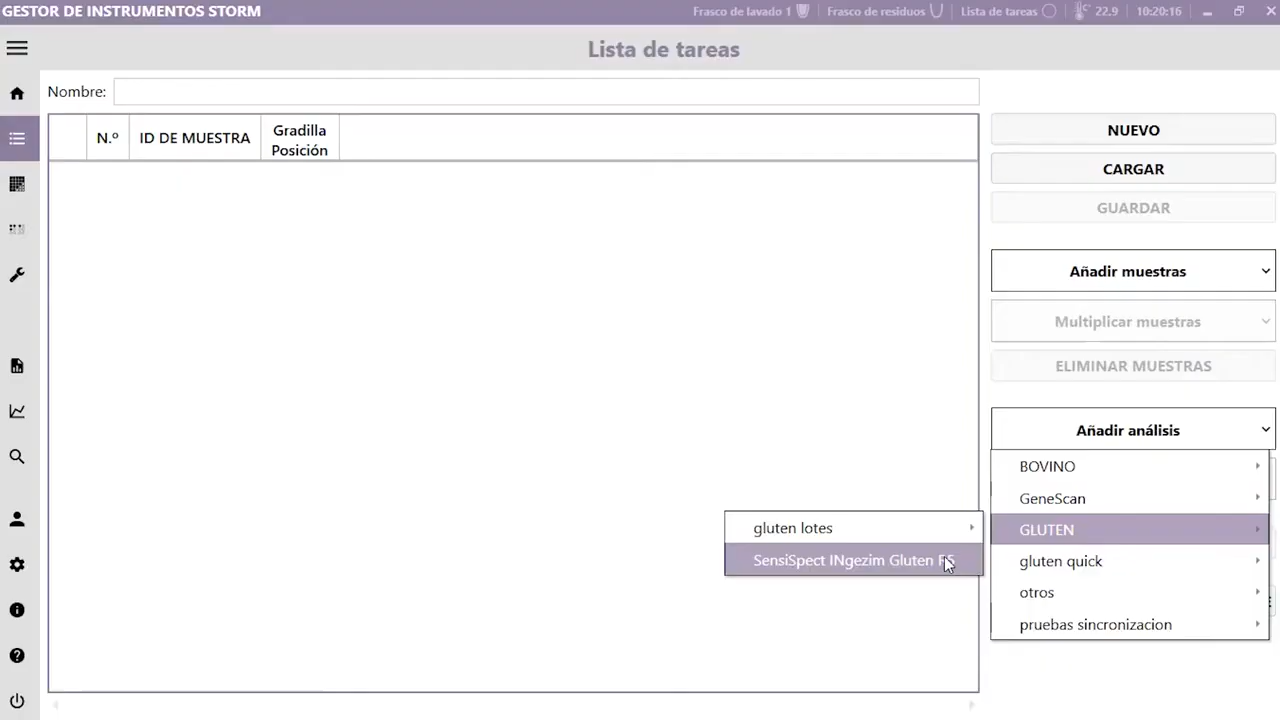 GESTOR DE INSTRUMENTOS STORM
Frasco de lavado 1
Frasco de residuos
Lista de tareas
°C 22.9
10:20:16
Lista de tareas
Nombre:
N.º
ID DE MUESTRA
Gradilla
Posición
NUEVO
CARGAR
GUARDAR
Añadir muestras
Multiplicar muestras
ELIMINAR MUESTRAS
Añadir análisis
BOVINO
GeneScan
GLUTEN
gluten quick
otros
pruebas sincronizacion
gluten lotes
SensiSpect INgezim Gluten